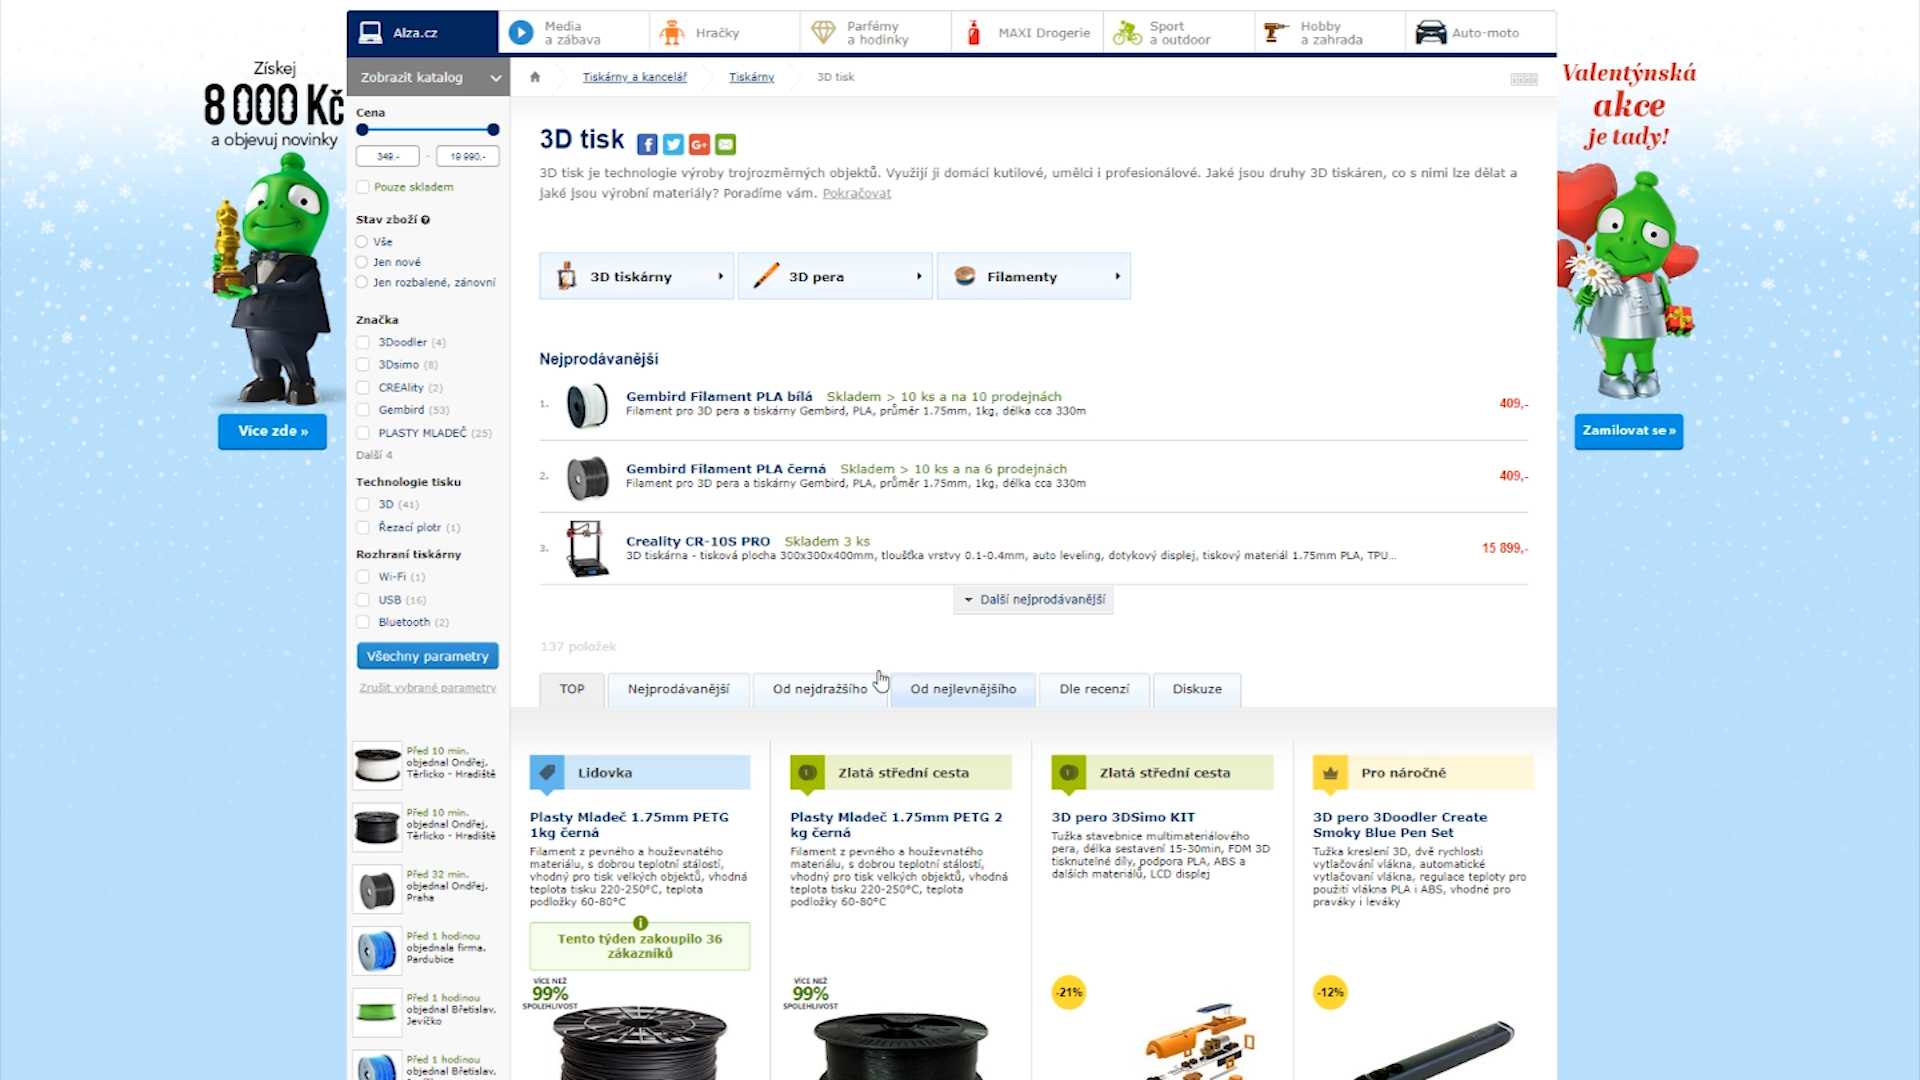 Alza.cz
Media
a zábava
Hračky
Parfémy
a hodinky
MAXI Drogerie
Sport
a outdoor
Hobby
a zahrada
Auto-moto
Získej
8 000 Kč
a objevuj novinky
Více zde »
Valentýnská
akce
je tady!
Zamilovat se »
Zobrazit katalog
Tiskárny a kancelář
Tiskárny
3D tisk
Cena
349,-
-
19 990,-
Pouze skladem
Stav zboží
Vše
Jen nové
Jen rozbalené, zánovní
Značka
3Doodler (4)
3Dsimo (8)
CREAlity (2)
Gembird (53)
PLASTY MLADEČ (25)
Další 4
Technologie tisku
3D (41)
Řezací plotr (1)
Rozhraní tiskárny
Wi-Fi (1)
USB (16)
Bluetooth (2)
Všechny parametry
Zrušit vybrané parametry
Před 10 min.
objednal Ondřej,
Těrlicko - Hradiště
Před 10 min.
objednal Ondřej,
Těrlicko - Hradiště
Před 32 min.
objednal Ondřej,
Praha
Před 1 hodinou
objednala firma,
Pardubice
Před 1 hodinou
objednal Břetislav,
Jevíčko
Před 1 hodinou
objednal Břetislav,
3D tisk
3D tisk je technologie výroby trojrozměrných objektů. Využijí ji domácí kutilové, umělci i profesionálové. Jaké jsou druhy 3D tiskáren, co s nimi lze dělat a
jaké jsou výrobní materiály? Poradíme vám. Pokračovat
3D tiskárny
3D pera
Filamenty
Nejprodávanější
1.
Gembird Filament PLA bílá Skladem > 10 ks a na 10 prodejnách
Filament pro 3D pera a tiskárny Gembird, PLA, průměr 1.75mm, 1kg, délka cca 330m
409,-
2.
Gembird Filament PLA černá Skladem > 10 ks a na 6 prodejnách
Filament pro 3D pera a tiskárny Gembird, PLA, průměr 1.75mm, 1kg, délka cca 330m
409,-
3.
Creality CR-10S PRO Skladem 3 ks
3D tiskárna - tisková plocha 300x300x400mm, tloušťka vrstvy 0.1-0.4mm, auto leveling, dotykový displej, tiskový materiál 1.75mm PLA, TPU...
15 899,-
Další nejprodávanější
137 položek
TOP
Nejprodávanější
Od nejdražšího
Od nejlevnějšího
Dle recenzí
Diskuze
Lidovka
Plasty Mladeč 1.75mm PETG
1kg černá
Filament z pevného a houževnatého
materiálu, s dobrou teplotní stálostí,
vhodný pro tisk velkých objektů, vhodná
teplota tisku 220-250°C, teplota
podložky 60-80°C
Tento týden zakoupilo 36
zákazníků
VÍCE NEŽ
99%
SPOLEHLIVOST
Zlatá střední cesta
Plasty Mladeč 1.75mm PETG 2
kg černá
Filament z pevného a houževnatého
materiálu, s dobrou teplotní stálostí,
vhodný pro tisk velkých objektů, vhodná
teplota tisku 220-250°C, teplota
podložky 60-80°C
VÍCE NEŽ
99%
SPOLEHLIVOST
Zlatá střední cesta
3D pero 3DSimo KIT
Tužka stavebnice multimateriálového
pera, délka sestavení 15-30min, FDM 3D
tisknutelné díly, podpora PLA, ABS a
dalších materiálů, LCD displej
-21%
Pro náročné
3D pero 3Doodler Create
Smoky Blue Pen Set
Tužka kreslení 3D, dvě rychlosti
vytlačování vlákna, automatické
vytlačovaní vlákna, regulace teploty pro
použití vlákna PLA i ABS, vhodné pro
praváky i leváky
-12%